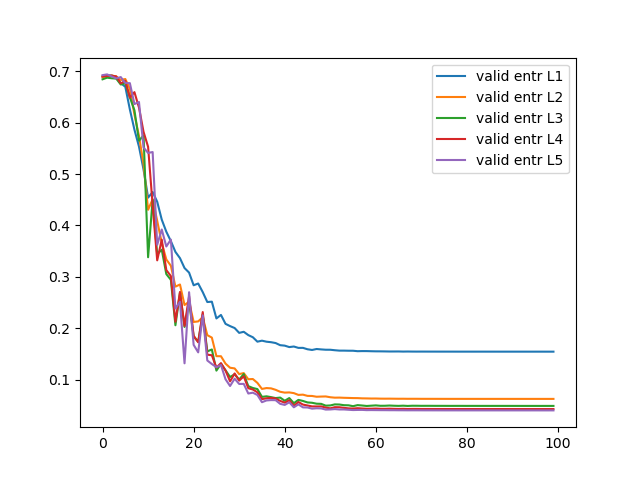 0.7
0.6
0.5
0.4
0.3
0.2
0.1
0
20
40
60
80
100
valid entr L1
valid entr L2
valid entr L3
valid entr L4
valid entr L5